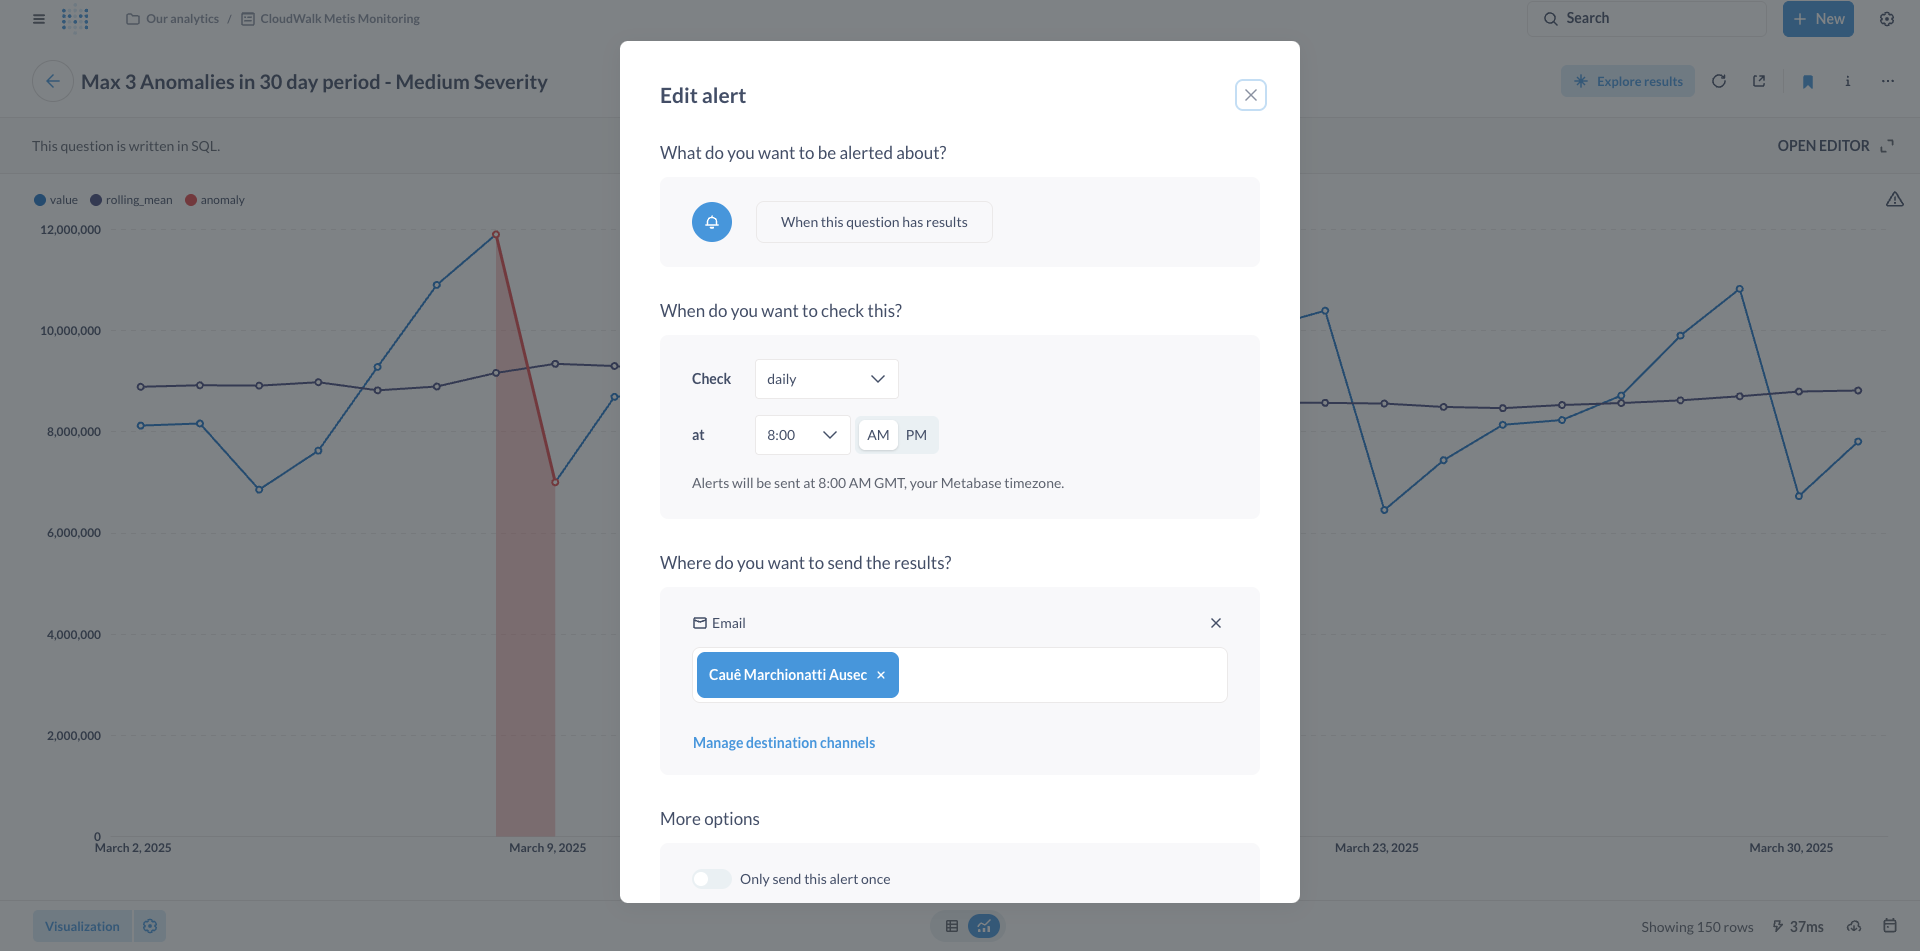 Our analytics / CloudWalk Metis Monitoring
Search
+ New
Max 3 Anomalies in 30 day period - Medium Severity
Explore results
This question is written in SQL.
OPEN EDITOR
value rolling_mean anomaly
12,000,000
10,000,000
8,000,000
6,000,000
4,000,000
2,000,000
0
March 2, 2025
March 9, 2025
March 23, 2025
March 30, 2025
Edit alert
What do you want to be alerted about?
When this question has results
When do you want to check this?
Check daily
at 8:00 AM PM
Alerts will be sent at 8:00 AM GMT, your Metabase timezone.
Where do you want to send the results?
Email
Cauê Marchionatti Ausec
Manage destination channels
More options
Only send this alert once
Visualization
Showing 150 rows
37ms